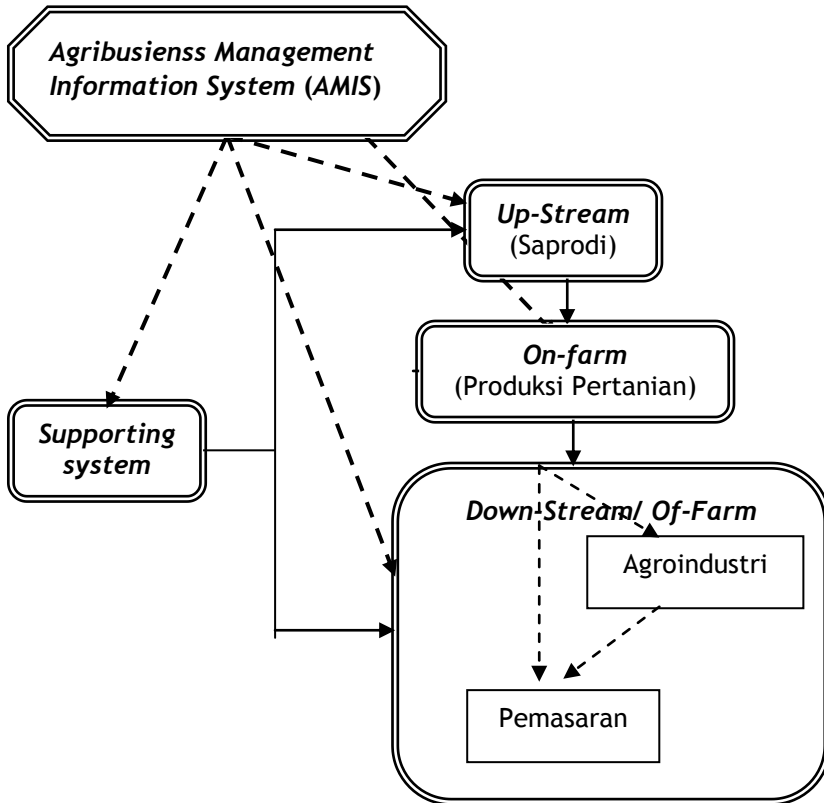 Agribusienss Management
Information System (AMIS)
Up-Stream
(Saprodi)
On-farm
(Produksi Pertanian)
Supporting
system
Down-Stream/ Of-Farm
Agroindustri
Pemasaran